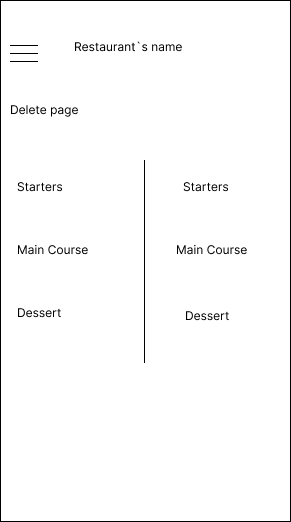 Restaurant`s name
Delete page
Starters
Main Course
Dessert
Starters
Main Course
Dessert